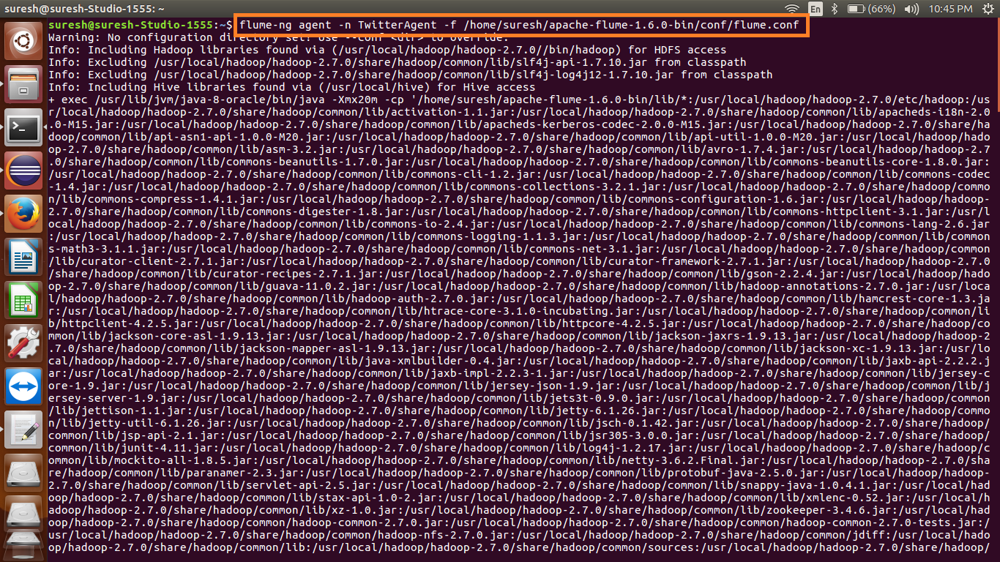 suresh@suresh-Studio-1555: ~
En
(66%)
10:45 PM
suresh@suresh-Studio-1555:~$ flume-ng agent -n TwitterAgent -f /home/suresh/apache-flume-1.6.0-bin/conf/flume.conf
Warning: No configuration directory set! Use --conf <dir> to override.
Info: Including Hadoop libraries found via (/usr/local/hadoop/hadoop-2.7.0//bin/hadoop) for HDFS access
Info: Excluding /usr/local/hadoop/hadoop-2.7.0/share/hadoop/common/lib/slf4j-api-1.7.10.jar from classpath
Info: Excluding /usr/local/hadoop/hadoop-2.7.0/share/hadoop/common/lib/slf4j-log4j12-1.7.10.jar from classpath
Info: Including Hive libraries found via (/usr/local/hive) for Hive access
+ exec /usr/lib/jvm/java-8-oracle/bin/java -Xmx20m -cp '/home/suresh/apache-flume-1.6.0-bin/lib/*:/usr/local/hadoop/hadoop-2.7.0/etc/hadoop:/us
r/local/hadoop/hadoop-2.7.0/share/hadoop/common/lib/activation-1.1.jar:/usr/local/hadoop/hadoop-2.7.0/share/hadoop/common/lib/apacheds-i18n-2.0
.0-M15.jar:/usr/local/hadoop/hadoop-2.7.0/share/hadoop/common/lib/apacheds-kerberos-codec-2.0.0-M15.jar:/usr/local/hadoop/hadoop-2.7.0/share/ha
doop/common/lib/api-asn1-api-1.0.0-M20.jar:/usr/local/hadoop/hadoop-2.7.0/share/hadoop/common/lib/api-util-1.0.0-M20.jar:/usr/local/hadoop/hado
op-2.7.0/share/hadoop/common/lib/asm-3.2.jar:/usr/local/hadoop/hadoop-2.7.0/share/hadoop/common/lib/avro-1.7.4.jar:/usr/local/hadoop/hadoop-2.7
.0/share/hadoop/common/lib/commons-beanutils-1.7.0.jar:/usr/local/hadoop/hadoop-2.7.0/share/hadoop/common/lib/commons-beanutils-core-1.8.0.jar:
/usr/local/hadoop/hadoop-2.7.0/share/hadoop/common/lib/commons-cli-1.2.jar:/usr/local/hadoop/hadoop-2.7.0/share/hadoop/common/lib/commons-codec
-1.4.jar:/usr/local/hadoop/hadoop-2.7.0/share/hadoop/common/lib/commons-collections-3.2.1.jar:/usr/local/hadoop/hadoop-2.7.0/share/hadoop/commo
n/lib/commons-compress-1.4.1.jar:/usr/local/hadoop/hadoop-2.7.0/share/hadoop/common/lib/commons-configuration-1.6.jar:/usr/local/hadoop/hadoop-
2.7.0/share/hadoop/common/lib/commons-digester-1.8.jar:/usr/local/hadoop/hadoop-2.7.0/share/hadoop/common/lib/commons-httpclient-3.1.jar:/usr/l
ocal/hadoop/hadoop-2.7.0/share/hadoop/common/lib/commons-io-2.4.jar:/usr/local/hadoop/hadoop-2.7.0/share/hadoop/common/lib/commons-lang-2.6.jar
:/usr/local/hadoop/hadoop-2.7.0/share/hadoop/common/lib/commons-logging-1.1.3.jar:/usr/local/hadoop/hadoop-2.7.0/share/hadoop/common/lib/common
s-math3-3.1.1.jar:/usr/local/hadoop/hadoop-2.7.0/share/hadoop/common/lib/commons-net-3.1.jar:/usr/local/hadoop/hadoop-2.7.0/share/hadoop/common
/lib/curator-client-2.7.1.jar:/usr/local/hadoop/hadoop-2.7.0/share/hadoop/common/lib/curator-framework-2.7.1.jar:/usr/local/hadoop/hadoop-2.7.0
/share/hadoop/common/lib/curator-recipes-2.7.1.jar:/usr/local/hadoop/hadoop-2.7.0/share/hadoop/common/lib/gson-2.2.4.jar:/usr/local/hadoop/hado
op-2.7.0/share/hadoop/common/lib/guava-11.0.2.jar:/usr/local/hadoop/hadoop-2.7.0/share/hadoop/common/lib/hadoop-annotations-2.7.0.jar:/usr/loca
l/hadoop/hadoop-2.7.0/share/hadoop/common/lib/hadoop-auth-2.7.0.jar:/usr/local/hadoop/hadoop-2.7.0/share/hadoop/common/lib/hamcrest-core-1.3.ja
r:/usr/local/hadoop/hadoop-2.7.0/share/hadoop/common/lib/htrace-core-3.1.0-incubating.jar:/usr/local/hadoop/hadoop-2.7.0/share/hadoop/common/li
b/httpclient-4.2.5.jar:/usr/local/hadoop/hadoop-2.7.0/share/hadoop/common/lib/httpcore-4.2.5.jar:/usr/local/hadoop/hadoop-2.7.0/share/hadoop/co
mmon/lib/jackson-core-asl-1.9.13.jar:/usr/local/hadoop/hadoop-2.7.0/share/hadoop/common/lib/jackson-jaxrs-1.9.13.jar:/usr/local/hadoop/hadoop-2
.7.0/share/hadoop/common/lib/jackson-mapper-asl-1.9.13.jar:/usr/local/hadoop/hadoop-2.7.0/share/hadoop/common/lib/jackson-xc-1.9.13.jar:/usr/lo
cal/hadoop/hadoop-2.7.0/share/hadoop/common/lib/java-xmlbuilder-0.4.jar:/usr/local/hadoop/hadoop-2.7.0/share/hadoop/common/lib/jaxb-api-2.2.2.j
ar:/usr/local/hadoop/hadoop-2.7.0/share/hadoop/common/lib/jaxb-impl-2.2.3-1.jar:/usr/local/hadoop/hadoop-2.7.0/share/hadoop/common/lib/jersey-c
ore-1.9.jar:/usr/local/hadoop/hadoop-2.7.0/share/hadoop/common/lib/jersey-json-1.9.jar:/usr/local/hadoop/hadoop-2.7.0/share/hadoop/common/lib/j
ersey-server-1.9.jar:/usr/local/hadoop/hadoop-2.7.0/share/hadoop/common/lib/jets3t-0.9.0.jar:/usr/local/hadoop/hadoop-2.7.0/share/hadoop/common
/lib/jettison-1.1.jar:/usr/local/hadoop/hadoop-2.7.0/share/hadoop/common/lib/jetty-6.1.26.jar:/usr/local/hadoop/hadoop-2.7.0/share/hadoop/commo
n/lib/jetty-util-6.1.26.jar:/usr/local/hadoop/hadoop-2.7.0/share/hadoop/common/lib/jsch-0.1.42.jar:/usr/local/hadoop/hadoop-2.7.0/share/hadoop/
common/lib/jsp-api-2.1.jar:/usr/local/hadoop/hadoop-2.7.0/share/hadoop/common/lib/jsr305-3.0.0.jar:/usr/local/hadoop/hadoop-2.7.0/share/hadoop/
common/lib/junit-4.11.jar:/usr/local/hadoop/hadoop-2.7.0/share/hadoop/common/lib/log4j-1.2.17.jar:/usr/local/hadoop/hadoop-2.7.0/share/hadoop/c
ommon/lib/mockito-all-1.8.5.jar:/usr/local/hadoop/hadoop-2.7.0/share/hadoop/common/lib/netty-3.6.2.Final.jar:/usr/local/hadoop/hadoop-2.7.0/sha
re/hadoop/common/lib/paranamer-2.3.jar:/usr/local/hadoop/hadoop-2.7.0/share/hadoop/common/lib/protobuf-java-2.5.0.jar:/usr/local/hadoop/hadoop
-2.7.0/share/hadoop/common/lib/servlet-api-2.5.jar:/usr/local/hadoop/hadoop-2.7.0/share/hadoop/common/lib/snappy-java-1.0.4.1.jar:/usr/local/had
oop/hadoop-2.7.0/share/hadoop/common/lib/stax-api-1.0-2.jar:/usr/local/hadoop/hadoop-2.7.0/share/hadoop/common/lib/xmlenc-0.52.jar:/usr/local/h
adoop/hadoop-2.7.0/share/hadoop/common/lib/xz-1.0.jar:/usr/local/hadoop/hadoop-2.7.0/share/hadoop/common/lib/zookeeper-3.4.6.jar:/usr/local/had
oop/hadoop-2.7.0/share/hadoop/common/hadoop-common-2.7.0.jar:/usr/local/hadoop/hadoop-2.7.0/share/hadoop/common/hadoop-common-2.7.0-tests.jar:/
usr/local/hadoop/hadoop-2.7.0/share/hadoop/common/hadoop-nfs-2.7.0.jar:/usr/local/hadoop/hadoop-2.7.0/share/hadoop/common/jdiff:/usr/local/hado
op/hadoop-2.7.0/share/hadoop/common/lib:/usr/local/hadoop/hadoop-2.7.0/share/hadoop/common/sources:/usr/local/hadoop/hadoop-2.7.0/share/hadoop/